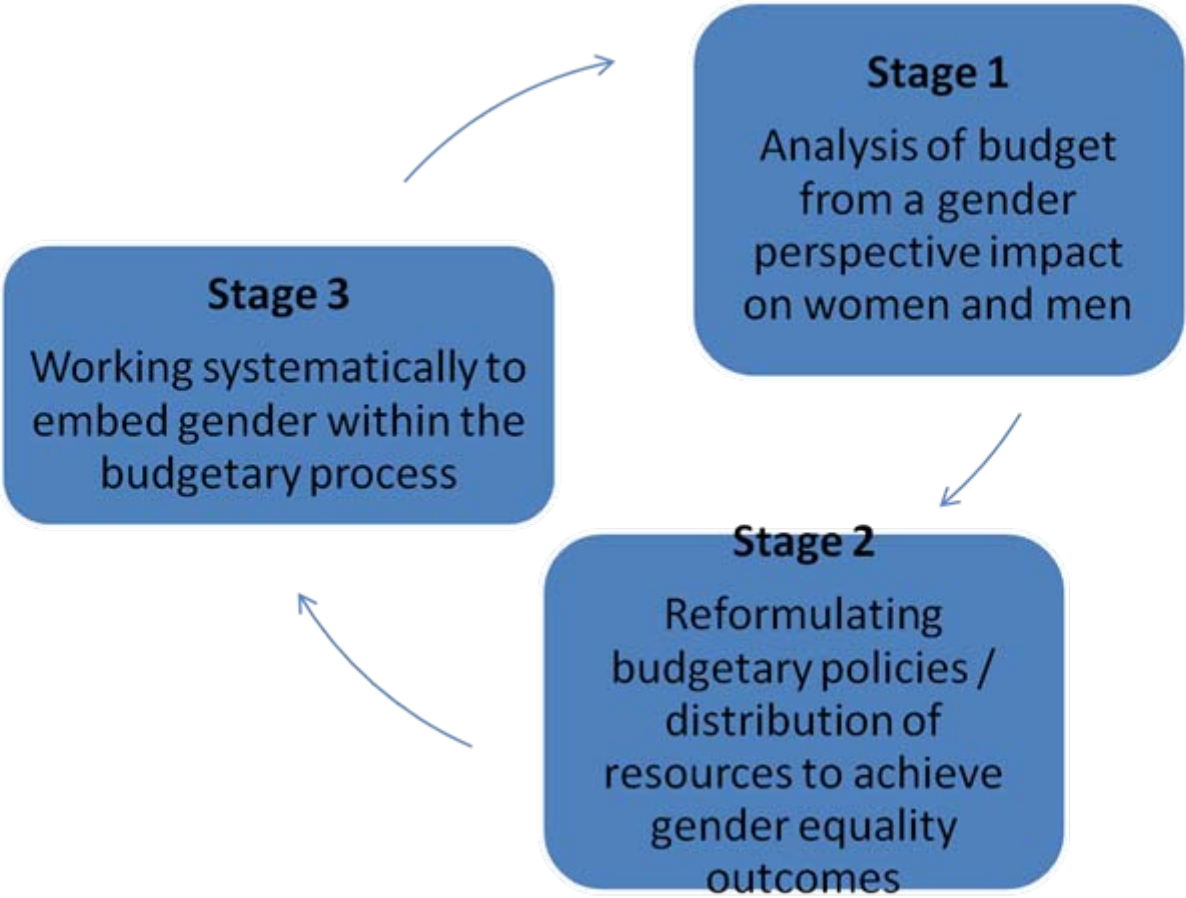 Stage 1
Analysis of budget
from a gender
perspective impact
on women and men
Stage 2
Reformulating
budgetary policies /
distribution of
resources to achieve
gender equality
outcomes
Stage 3
Working systematically to
embed gender within the
budgetary process